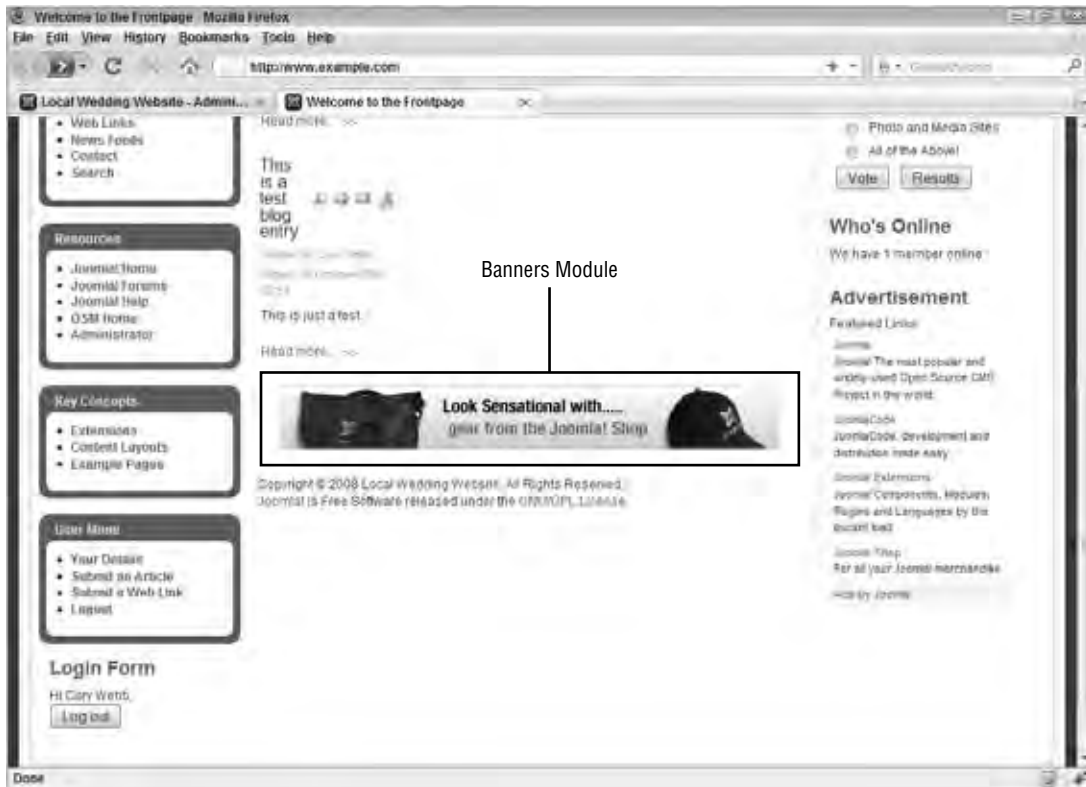 Welcome to the Frontpage - Mozilla Firefox
File Edit View History Bookmarks Tools Help
http://www.example.com
Local Wedding Website - Admini...
Welcome to the Frontpage
Web Links
News Feeds
Contact
Search
Resources
Joomla! Home
Joomla! Forums
Joomla! Help
OSM Home
Administrator
Key Concepts
Extensions
Content Layouts
Example Pages
User Menu
Your Details
Submit an Article
Submit a Web Link
Logout
Login Form
Hi Cory Webb,
Log out
Read more... >>
This
is a
test
blog
entry
This is just a test.
Read more... >>
Banners Module
Look Sensational with.....
gear from the Joomla! Shop
Copyright © 2008 Local Wedding Website. All Rights Reserved.
Joomla! is Free Software released under the GNU/GPL License.
Photo and Media Sites
All of the Above!
Vote Results
Who's Online
We have 1 member online
Advertisement
Featured Links:
Joomla!
Joomla! The most popular and
widely used Open Source CMS
Project in the world.
JoomlaCode
JoomlaCode, development and
distribution made easy.
Joomla! Extensions
Joomla! Components, Modules,
Plugins and Languages by the
bucket load.
Joomla! Shop
For all your Joomla! merchandise.
Ads by Joomla!
Done